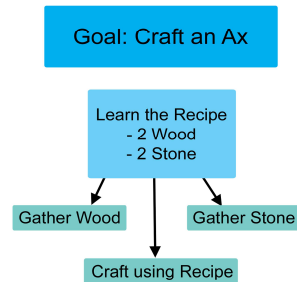 Goal: Craft an Ax
Learn the Recipe
- 2 Wood
- 2 Stone
Gather Wood
Gather Stone
Craft using Recipe